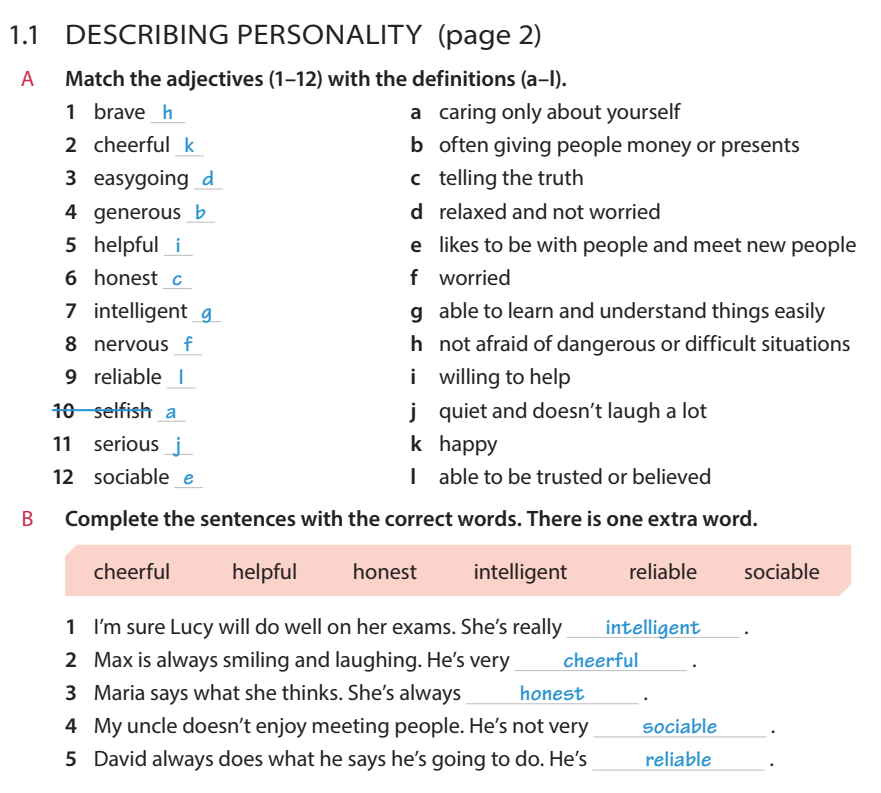 1.1 DESCRIBING PERSONALITY (page 2)
A Match the adjectives (1–12) with the definitions (a–l).
1 brave h
2 cheerful k
3 easygoing d
4 generous b
5 helpful i
6 honest c
7 intelligent g
8 nervous f
9 reliable l
10 selfish a
11 serious j
12 sociable e
a caring only about yourself
b often giving people money or presents
c telling the truth
d relaxed and not worried
e likes to be with people and meet new people
f worried
g able to learn and understand things easily
h not afraid of dangerous or difficult situations
i willing to help
j quiet and doesn’t laugh a lot
k happy
l able to be trusted or believed
B Complete the sentences with the correct words. There is one extra word.
cheerful helpful honest intelligent reliable sociable
1 I’m sure Lucy will do well on her exams. She’s really intelligent .
2 Max is always smiling and laughing. He’s very cheerful .
3 Maria says what she thinks. She’s always honest .
4 My uncle doesn’t enjoy meeting people. He’s not very sociable .
5 David always does what he says he’s going to do. He’s reliable .